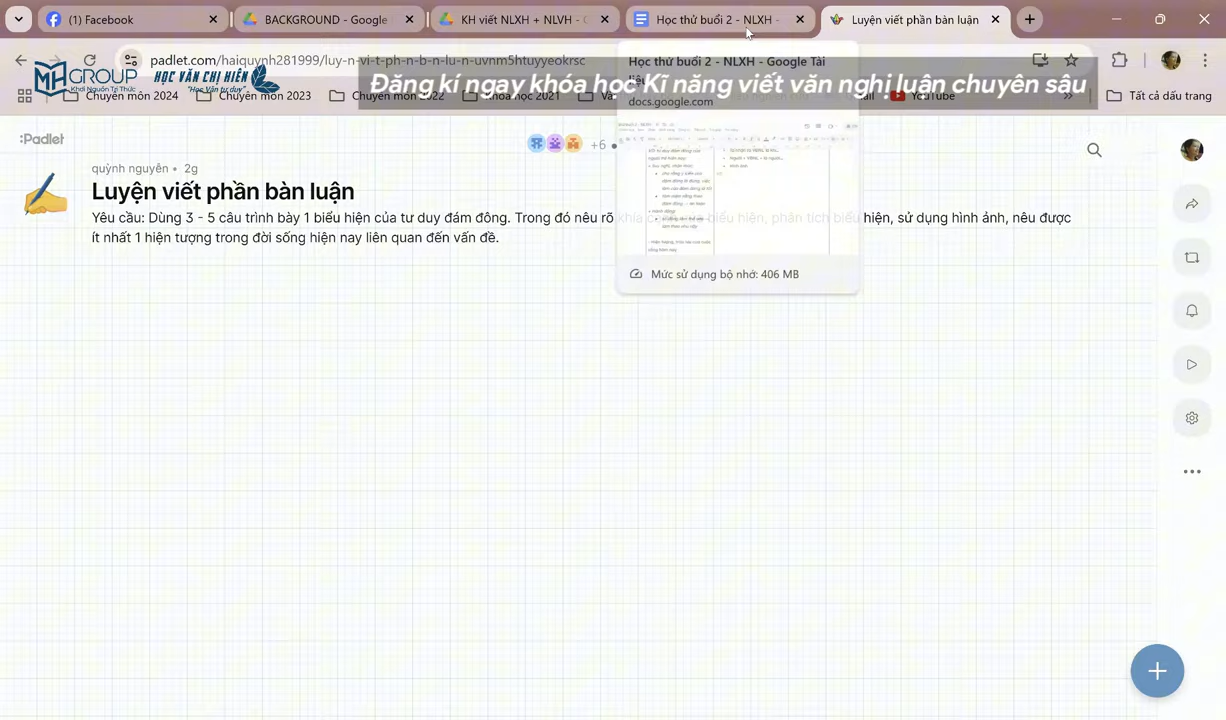 (1) Facebook
BACKGROUND - Google
KH viết NLXH + NLVH - G
Học thử buổi 2 - NLXH -
Luyện viết phần bàn luận
padlet.com/haiquynh281999/luy-n-vi-t-ph-n-b-n-lu-n-uvnm5htuyyeokrsc
MH GROUP
Khơi Nguồn Tri Thức
HỌC VĂN CHỊ HIÊN
"Học Văn tư duy"
Học thử buổi 2 - NLXH - Google Tài
Đăng kí ngay khóa học Kĩ năng viết văn nghị luận chuyên sâu
docs.google.com
Chuyên môn 2024
Chuyên môn 2023
Chuyên môn 2022
Khóa học 2021
YouTube
Tất cả dấu trang
:Padlet
+6
quỳnh nguyễn • 2g
Luyện viết phần bàn luận
Yêu cầu: Dùng 3 - 5 câu trình bày 1 biểu hiện của tư duy đám đông. Trong đó nêu rõ khía cạnh biểu hiện, phân tích biểu hiện, sử dụng hình ảnh, nêu được
ít nhất 1 hiện tượng trong đời sống hiện nay liên quan đến vấn đề.
Mức sử dụng bộ nhớ: 406 MB